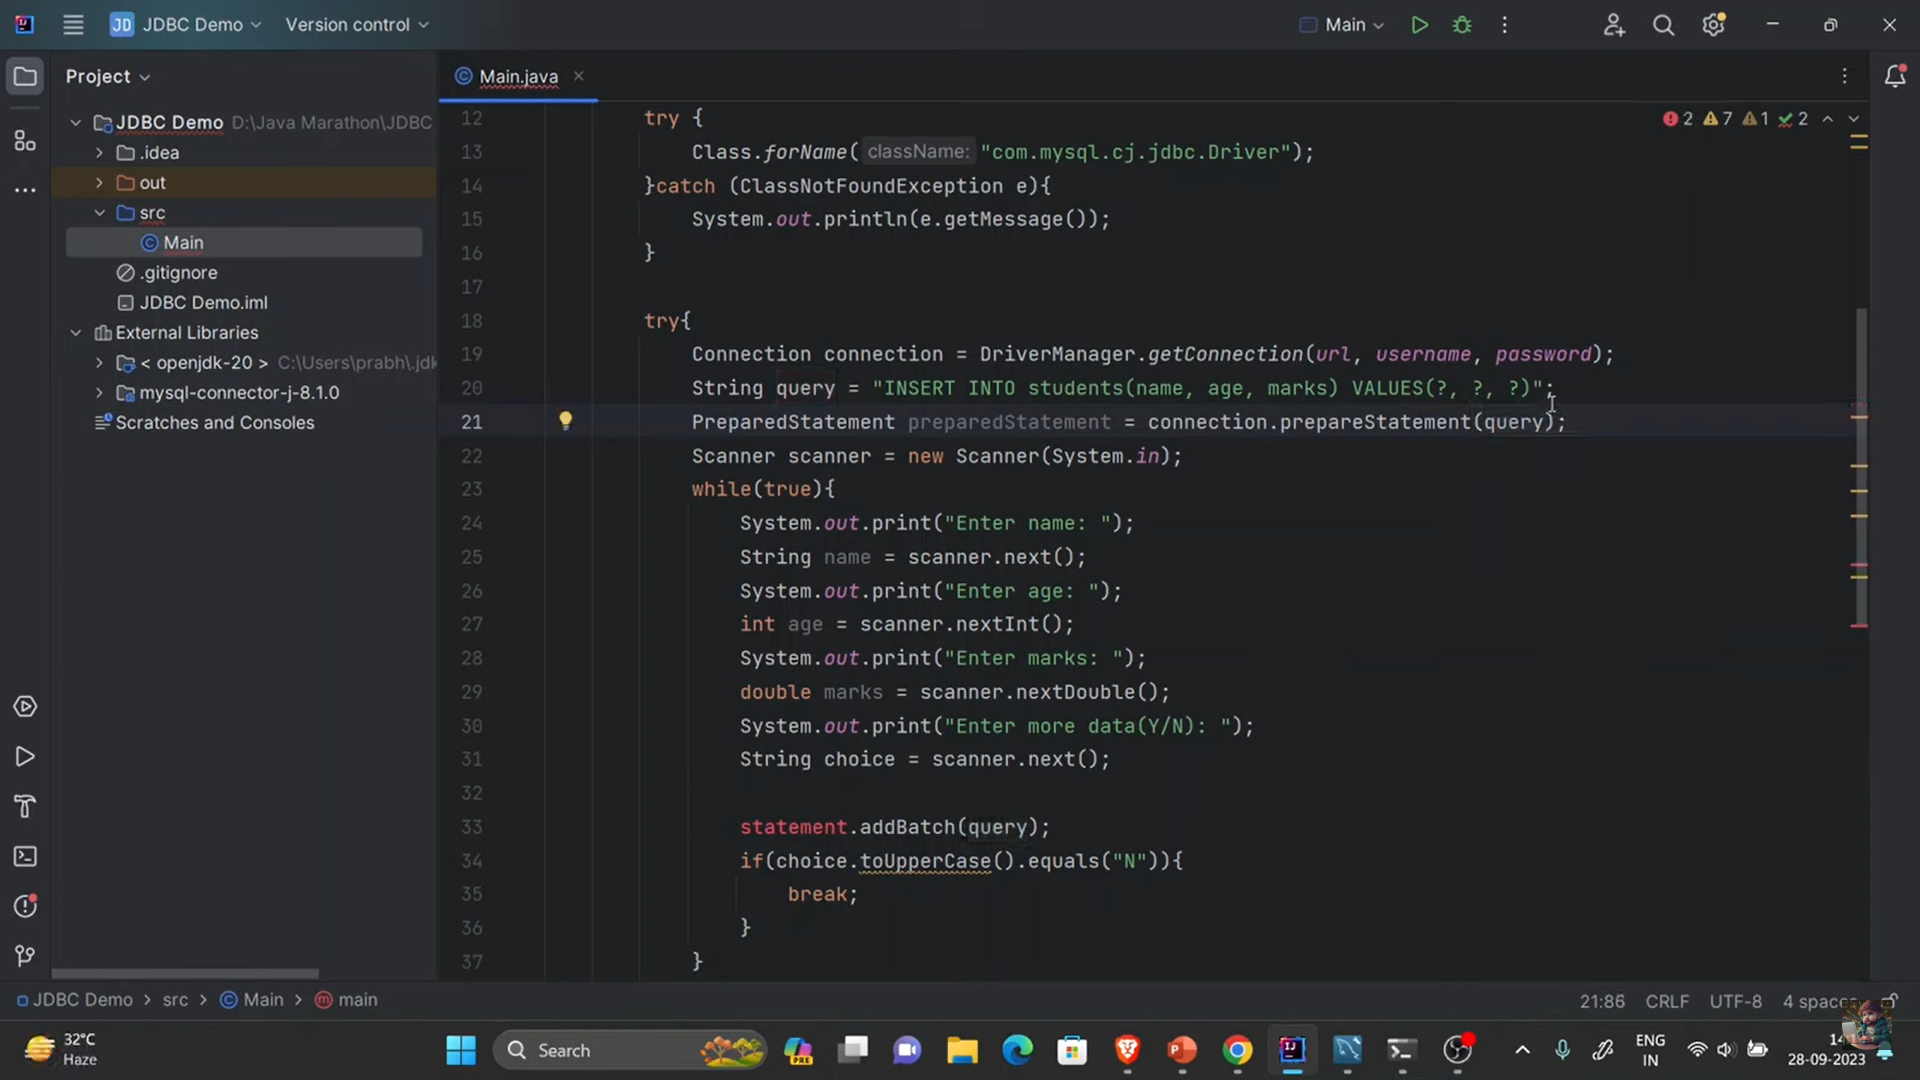 JD JDBC Demo Version control Main
Project
Main.java
JDBC Demo D:\Java Marathon\JDBC
.idea
out
src
Main
.gitignore
JDBC Demo.iml
External Libraries
< openjdk-20 > C:\Users\prabh\.jdk
mysql-connector-j-8.1.0
Scratches and Consoles
2 7 1 2
12 try {
13 Class.forName( className: "com.mysql.cj.jdbc.Driver");
14 }catch (ClassNotFoundException e){
15 System.out.println(e.getMessage());
16 }
17
18 try{
19 Connection connection = DriverManager.getConnection(url, username, password);
20 String query = "INSERT INTO students(name, age, marks) VALUES(?, ?, ?)";
21 PreparedStatement preparedStatement = connection.prepareStatement(query);
22 Scanner scanner = new Scanner(System.in);
23 while(true){
24 System.out.print("Enter name: ");
25 String name = scanner.next();
26 System.out.print("Enter age: ");
27 int age = scanner.nextInt();
28 System.out.print("Enter marks: ");
29 double marks = scanner.nextDouble();
30 System.out.print("Enter more data(Y/N): ");
31 String choice = scanner.next();
32
33 statement.addBatch(query);
34 if(choice.toUpperCase().equals("N")){
35 break;
36 }
37 }
JDBC Demo > src > Main > main
21:86 CRLF UTF-8 4 spaces
32°C
Haze
Search
PRE
ENG
IN
28-09-2023